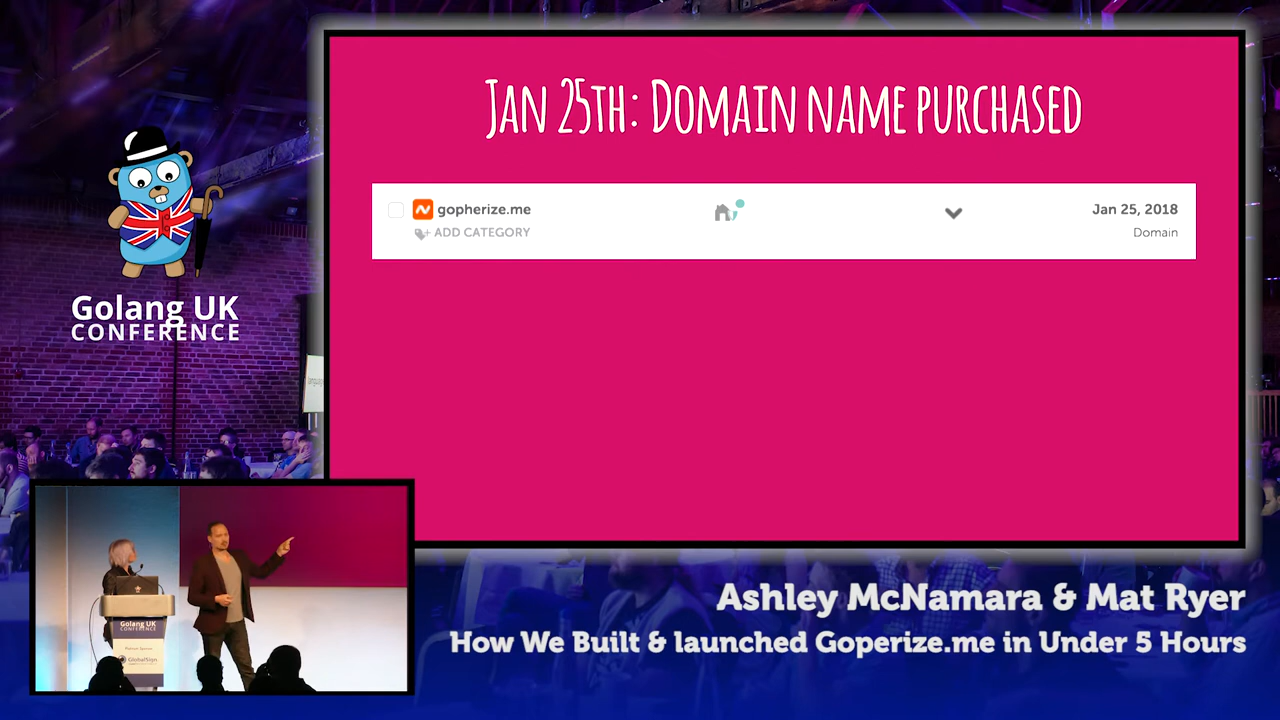 Jan 25th: Domain name purchased
gopherize.me
Jan 25, 2018
ADD CATEGORY
Domain
Golang UK
CONFERENCE
Golang UK
CONFERENCE
GlobalSign
Ashley McNamara & Mat Ryer
How We Built & launched Goperize.me in Under 5 Hours